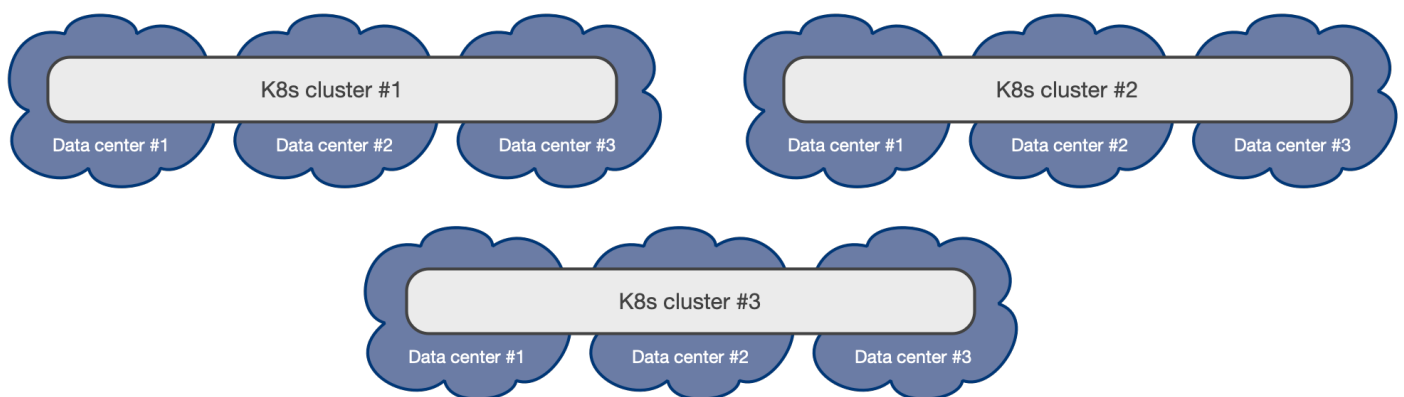 K8s cluster #1
Data center #1
Data center #2
Data center #3
K8s cluster #2
Data center #1
Data center #2
Data center #3
K8s cluster #3
Data center #1
Data center #2
Data center #3